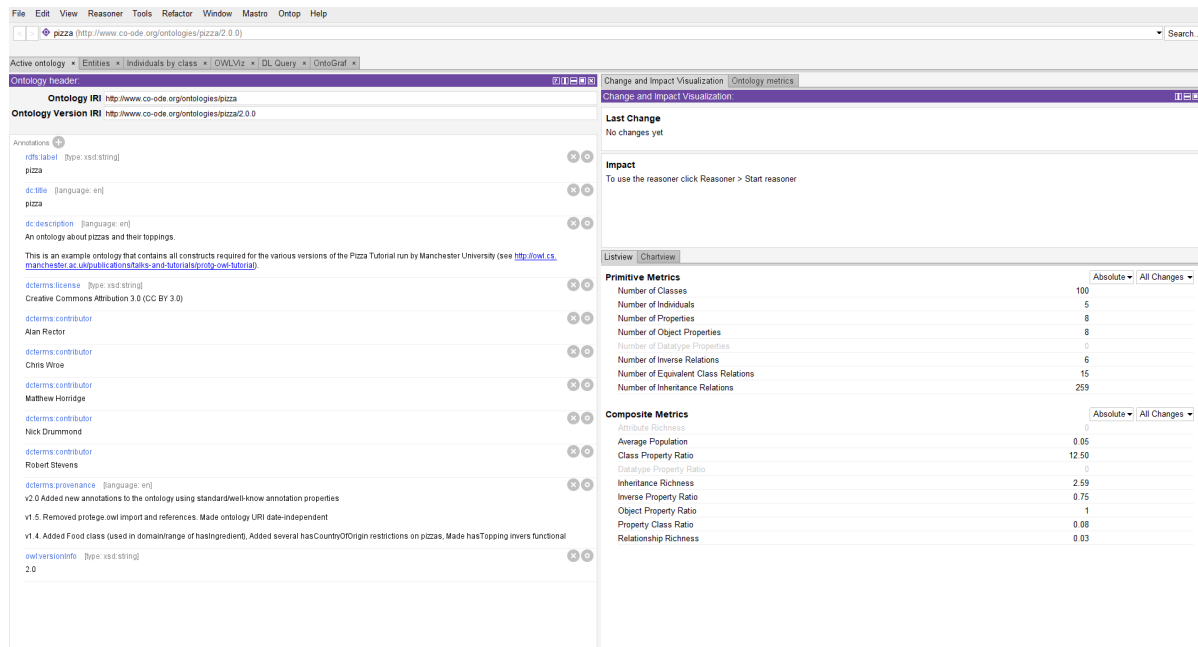 File Edit View Reasoner Tools Refactor Window Mastro Ontop Help
< > pizza (http://www.co-ode.org/ontologies/pizza/2.0.0) Search...
Active ontology × Entities × Individuals by class × OWLViz × DL Query × OntoGraf ×
Ontology header:
Ontology IRI http://www.co-ode.org/ontologies/pizza
Ontology Version IRI http://www.co-ode.org/ontologies/pizza/2.0.0
Annotations
rdfs:label [type: xsd:string]
pizza
dc:title [language: en]
pizza
dc:description [language: en]
An ontology about pizzas and their toppings.
This is an example ontology that contains all constructs required for the various versions of the Pizza Tutorial run by Manchester University (see http://owl.cs.
manchester.ac.uk/publications/talks-and-tutorials/protg-owl-tutorial).
dcterms:license [type: xsd:string]
Creative Commons Attribution 3.0 (CC BY 3.0)
dcterms:contributor
Alan Rector
dcterms:contributor
Chris Wroe
dcterms:contributor
Matthew Horridge
dcterms:contributor
Nick Drummond
dcterms:contributor
Robert Stevens
dcterms:provenance [language: en]
v2.0 Added new annotations to the ontology using standard/well-know annotation properties
v1.5. Removed protege.owl import and references. Made ontology URI date-independent
v1.4. Added Food class (used in domain/range of hasIngredient), Added several hasCountryOfOrigin restrictions on pizzas, Made hasTopping invers functional
owl:versionInfo [type: xsd:string]
2.0
Change and Impact Visualization Ontology metrics
Change and Impact Visualization:
Last Change
No changes yet
Impact
To use the reasoner click Reasoner > Start reasoner
Listview Chartview
Primitive Metrics Absolute All Changes
Number of Classes 100
Number of Individuals 5
Number of Properties 8
Number of Object Properties 8
Number of Datatype Properties 0
Number of Inverse Relations 6
Number of Equivalent Class Relations 15
Number of Inheritance Relations 259
Composite Metrics Absolute All Changes
Attribute Richness 0
Average Population 0.05
Class Property Ratio 12.50
Datatype Property Ratio 0
Inheritance Richness 2.59
Inverse Property Ratio 0.75
Object Property Ratio 1
Property Class Ratio 0.08
Relationship Richness 0.03